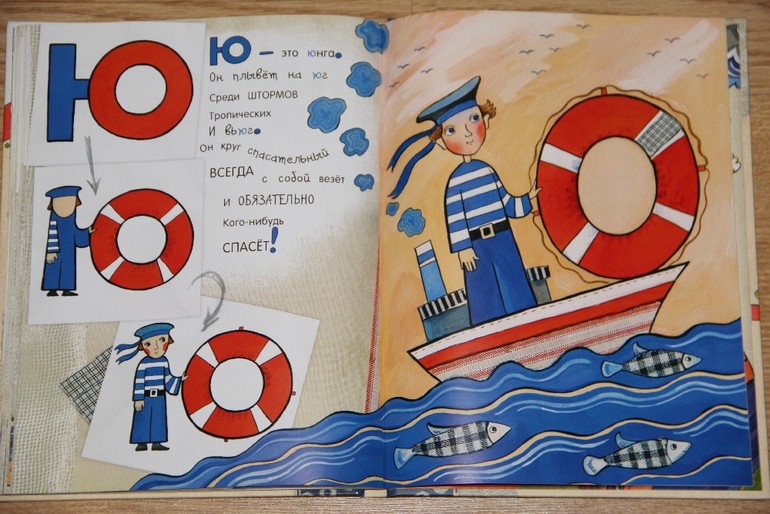 Ю
Ю – это юнга.
Он плывёт на юг
Среди ШТОРМОВ
Тропических
И вьюг.
Он круг спасательный
ВСЕГДА с собой везёт
и ОБЯЗАТЕЛЬНО
Кого-нибудь
СПАСЁТ!